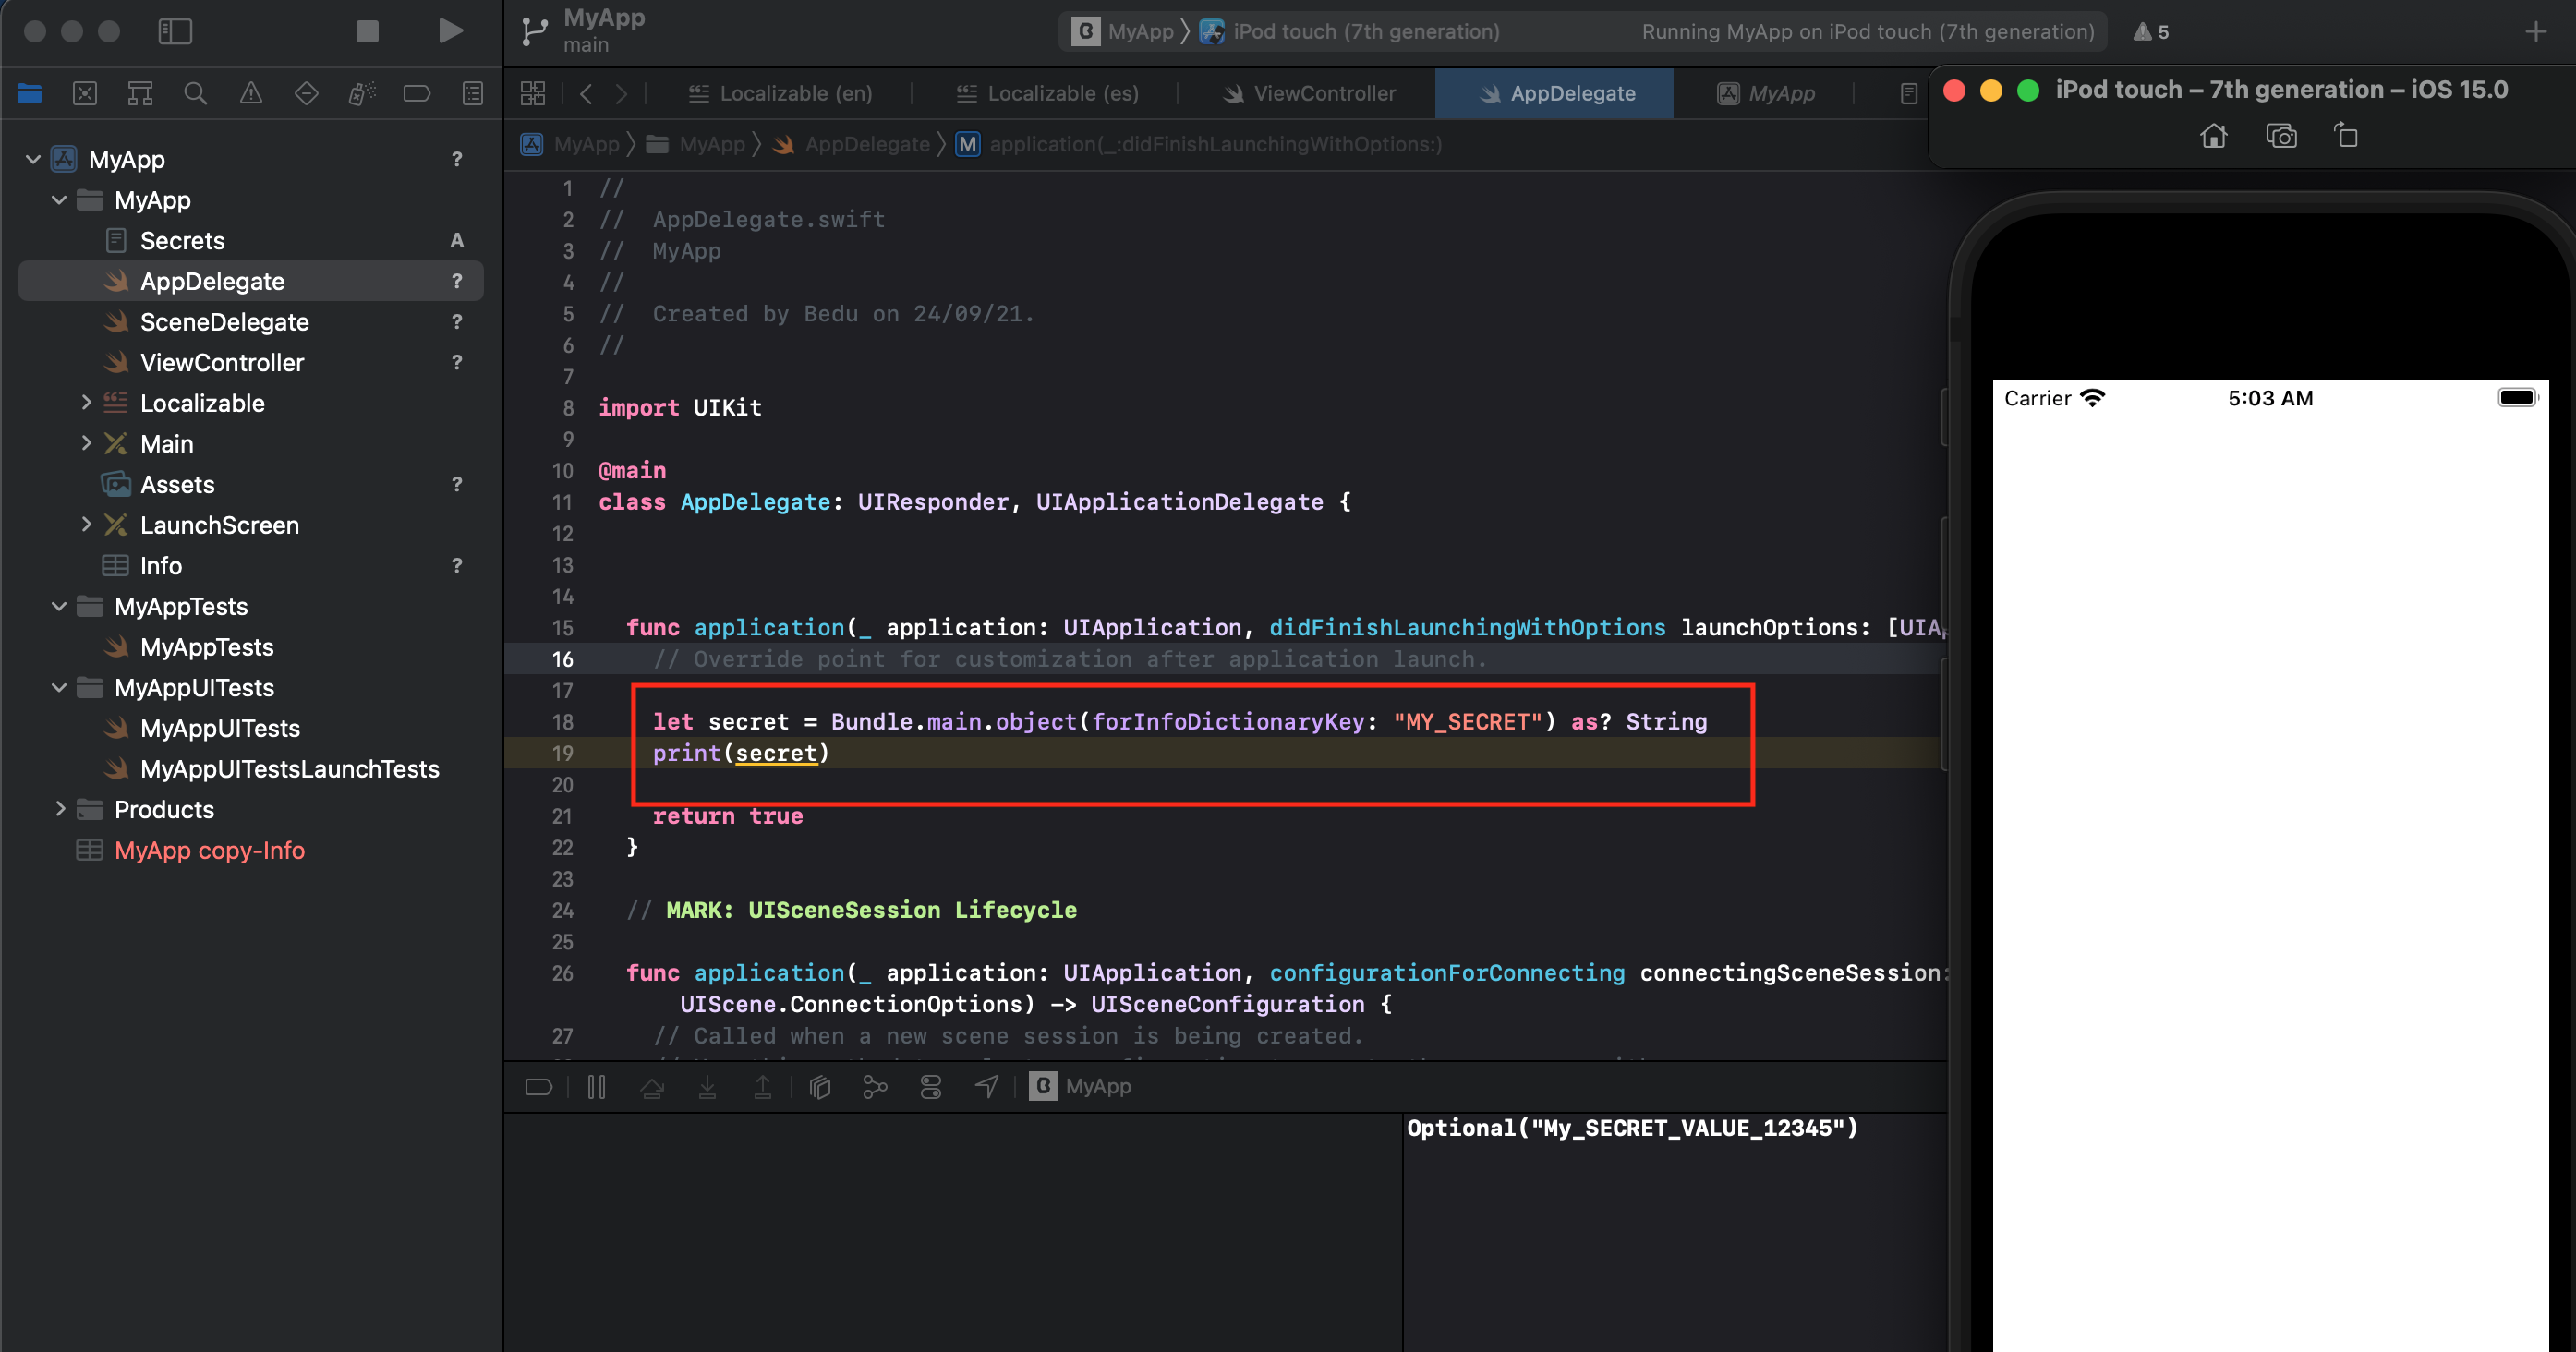 MyApp
main
MyApp
iPod touch (7th generation)
Running MyApp on iPod touch (7th generation)
5
Localizable (en)
Localizable (es)
ViewController
AppDelegate
MyApp
iPod touch – 7th generation – iOS 15.0
MyApp
MyApp
AppDelegate
M
application(_:didFinishLaunchingWithOptions:)
MyApp ?
MyApp
Secrets A
AppDelegate ?
SceneDelegate ?
ViewController ?
Localizable
Main
Assets ?
LaunchScreen
Info ?
MyAppTests
MyAppTests
MyAppUITests
MyAppUITests
MyAppUITestsLaunchTests
Products
MyApp copy-Info
1 //
2 //  AppDelegate.swift
3 //  MyApp
4 //
5 //  Created by Bedu on 24/09/21.
6 //
7
8 import UIKit
9
10 @main
11 class AppDelegate: UIResponder, UIApplicationDelegate {
12
13
14
15 func application(_ application: UIApplication, didFinishLaunchingWithOptions launchOptions: [UIAp
16 // Override point for customization after application launch.
17
18 let secret = Bundle.main.object(forInfoDictionaryKey: "MY_SECRET") as? String
19 print(secret)
20
21 return true
22 }
23
24 // MARK: UISceneSession Lifecycle
25
26 func application(_ application: UIApplication, configurationForConnecting connectingSceneSession:
UIScene.ConnectionOptions) -> UISceneConfiguration {
27 // Called when a new scene session is being created.
MyApp
Optional("My_SECRET_VALUE_12345")
Carrier
5:03 AM